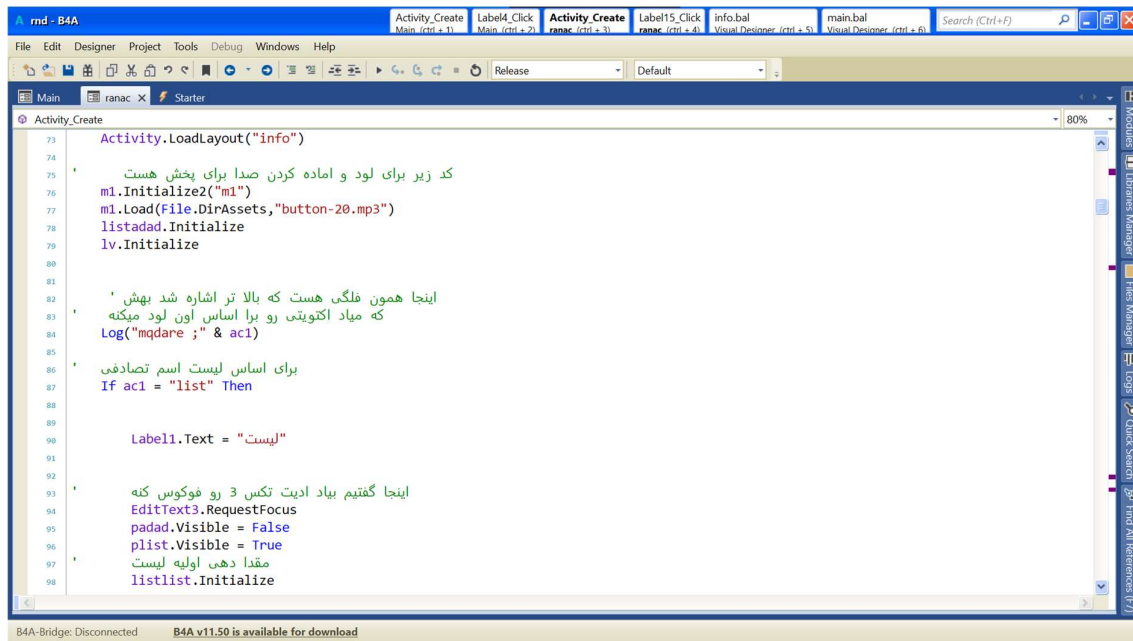 rnd - B4A
Activity_Create Label4_Click Activity_Create Label15_Click info.bal main.bal Search (Ctrl+F)
Main (ctrl + 1) Main (ctrl + 2) ranac (ctrl + 3) ranac (ctrl + 4) Visual Designer (ctrl + 5) Visual Designer (ctrl + 6)
File Edit Designer Project Tools Debug Windows Help
Release Default
Main ranac Starter
Activity_Create 80%
73 Activity.LoadLayout("info")
74
75 ' کد زیر برای لود و اماده کردن صدا برای پخش هست
76 m1.Initialize2("m1")
77 m1.Load(File.DirAssets,"button-20.mp3")
78 listadad.Initialize
79 lv.Initialize
80
81
82 ' اینجا همون فلگی هست که بالا تر اشاره شد بهش
83 ' که میاد اکتویتی رو برا اساس اون لود میکنه
84 Log("mqdare ;" & ac1)
85
86 ' برای اساس لیست اسم تصادفی
87 If ac1 = "list" Then
88
89
90 Label1.Text = "لیست"
91
92
93 ' اینجا گفتیم بیاد ادیت تکس 3 رو فوکوس کنه
94 EditText3.RequestFocus
95 padad.Visible = False
96 plist.Visible = True
97 ' مقدا دهی اولیه لیست
98 listlist.Initialize
Modules
Libraries Manager
Files Manager
Logs
Quick Search
Find All References (F7)
B4A-Bridge: Disconnected B4A v11.50 is available for download